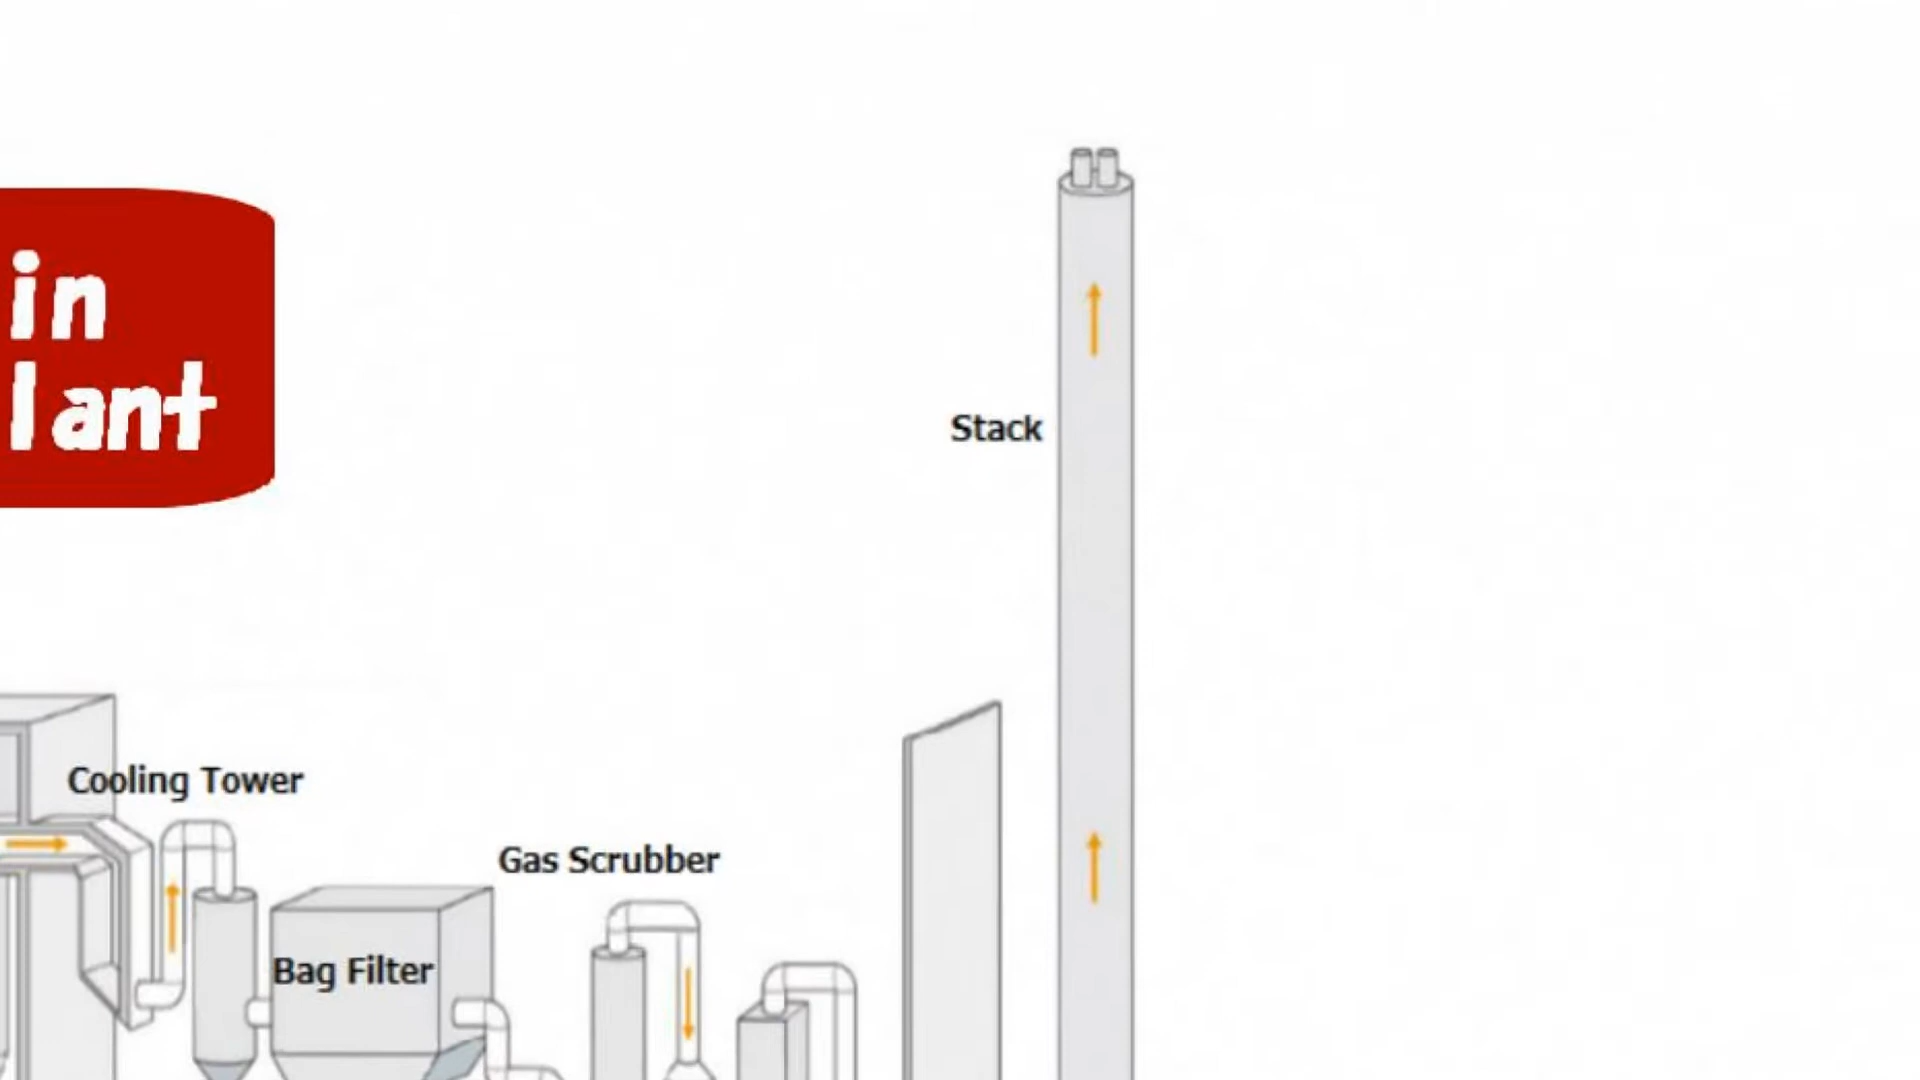 in
lant
Stack
Cooling Tower
Gas Scrubber
Bag Filter